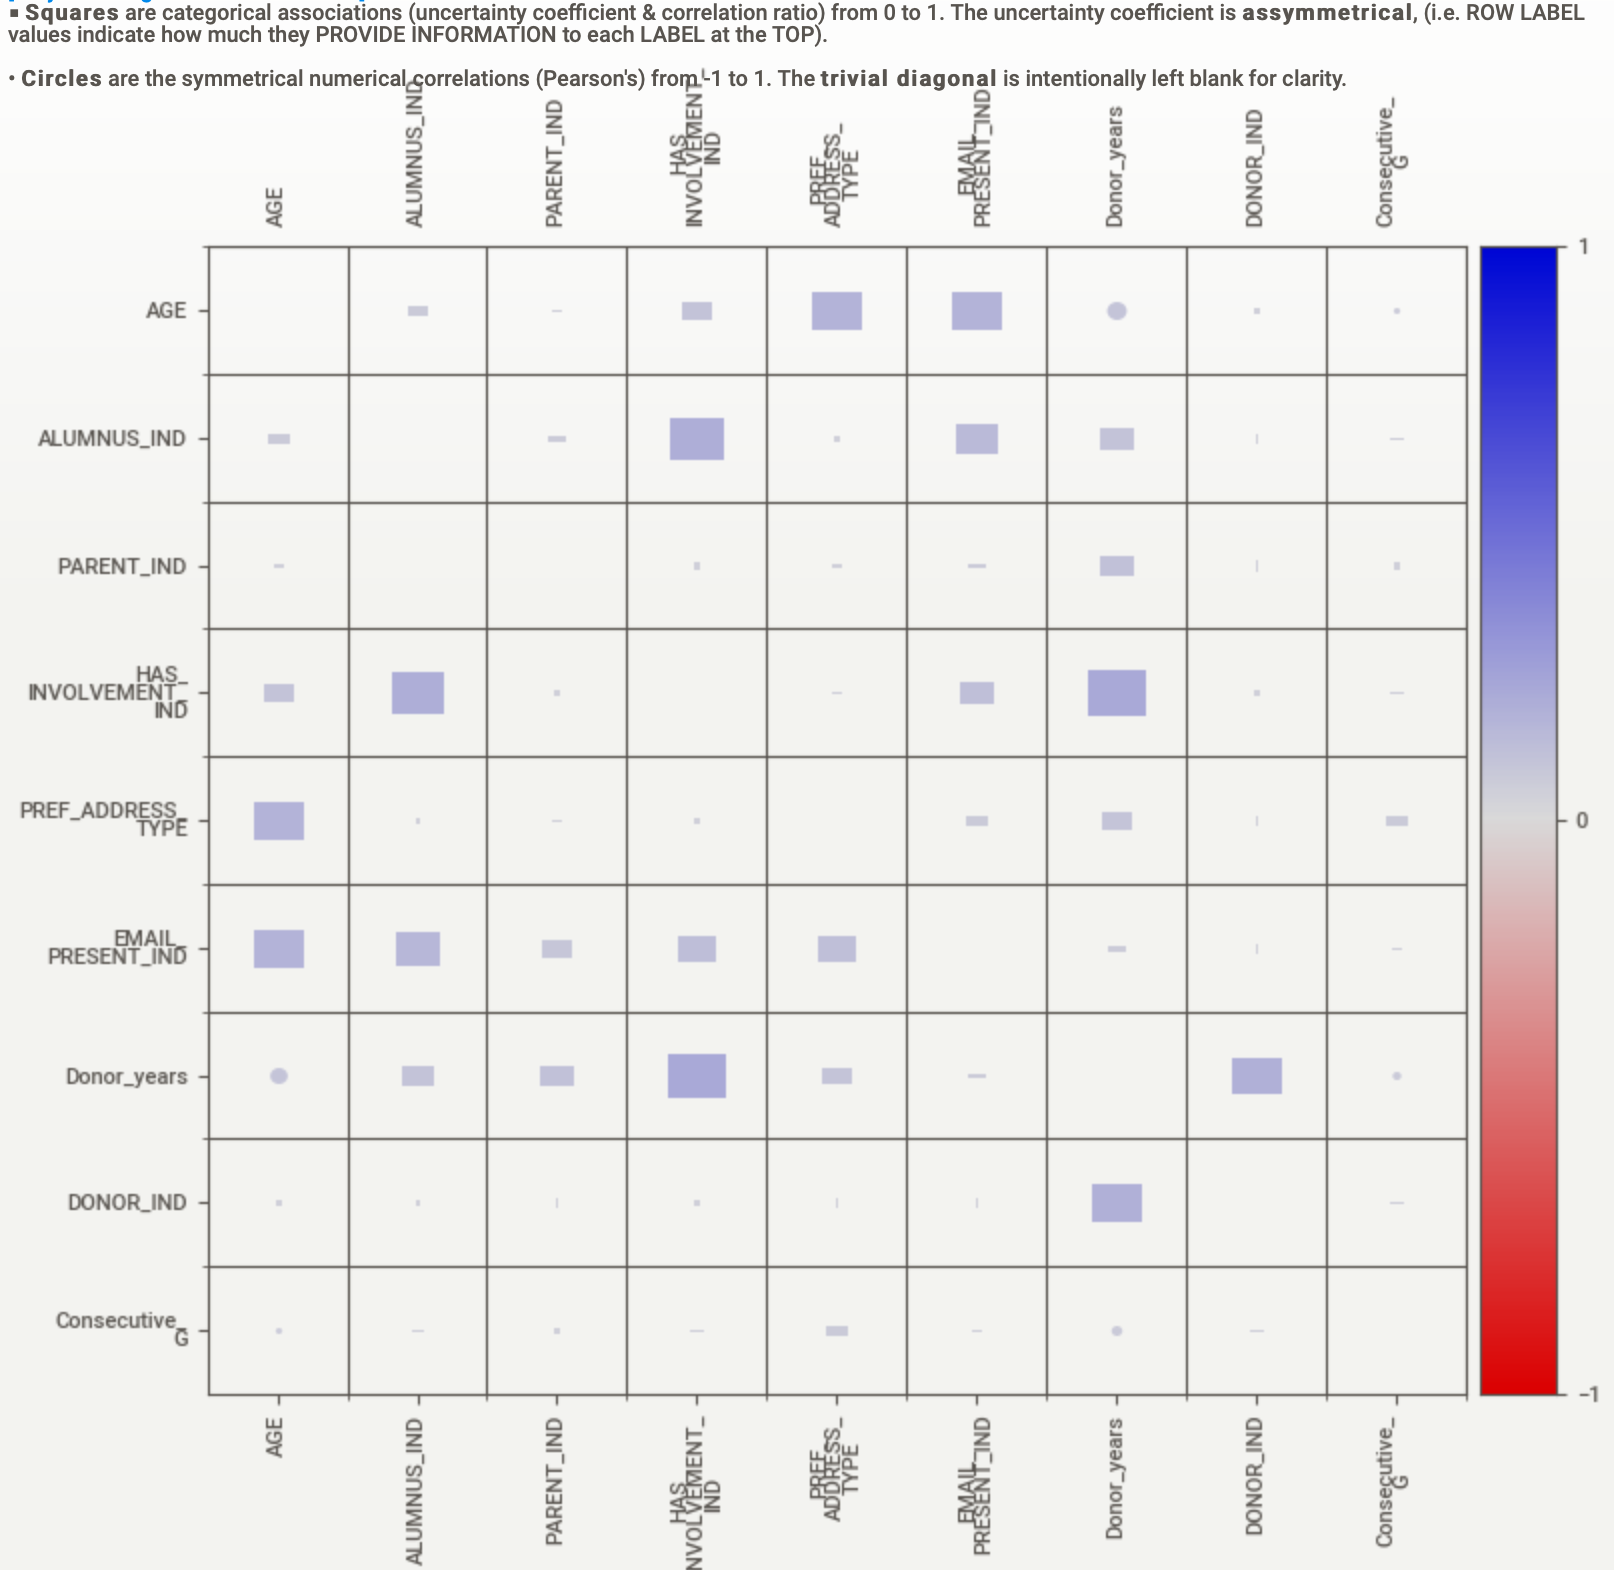 ▪ Squares are categorical associations (uncertainty coefficient & correlation ratio) from 0 to 1. The uncertainty coefficient is assymmetrical, (i.e. ROW LABEL
values indicate how much they PROVIDE INFORMATION to each LABEL at the TOP).
• Circles are the symmetrical numerical correlations (Pearson's) from -1 to 1. The trivial diagonal is intentionally left blank for clarity.
AGE
ALUMNUS_IND
PARENT_IND
HAS_
INVOLVEMENT_
IND
PREF_
ADDRESS_
TYPE
EMAIL_
PRESENT_IND
Donor_years
DONOR_IND
Consecutive_
G
1
0
-1
AGE
ALUMNUS_IND
PARENT_IND
HAS_
INVOLVEMENT_
IND
PREF_ADDRESS_
TYPE
EMAIL_
PRESENT_IND
Donor_years
DONOR_IND
Consecutive_
G
AGE
ALUMNUS_IND
PARENT_IND
HAS_
NVOLVEMENT_
IND
PREF_
ADDRESS_
TYPE
EMAIL_
PRESENT_IND
Donor_years
DONOR_IND
Consecutive_
G